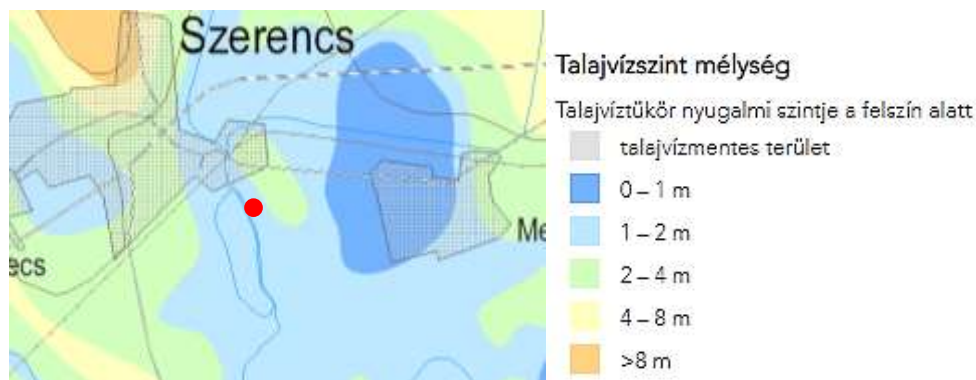 Szerencs
Me
ecs
Talajvízszint mélység
Talajvíztükör nyugalmi szintje a felszín alatt
talajvízmentes terület
0 – 1 m
1 – 2 m
2 – 4 m
4 – 8 m
>8 m